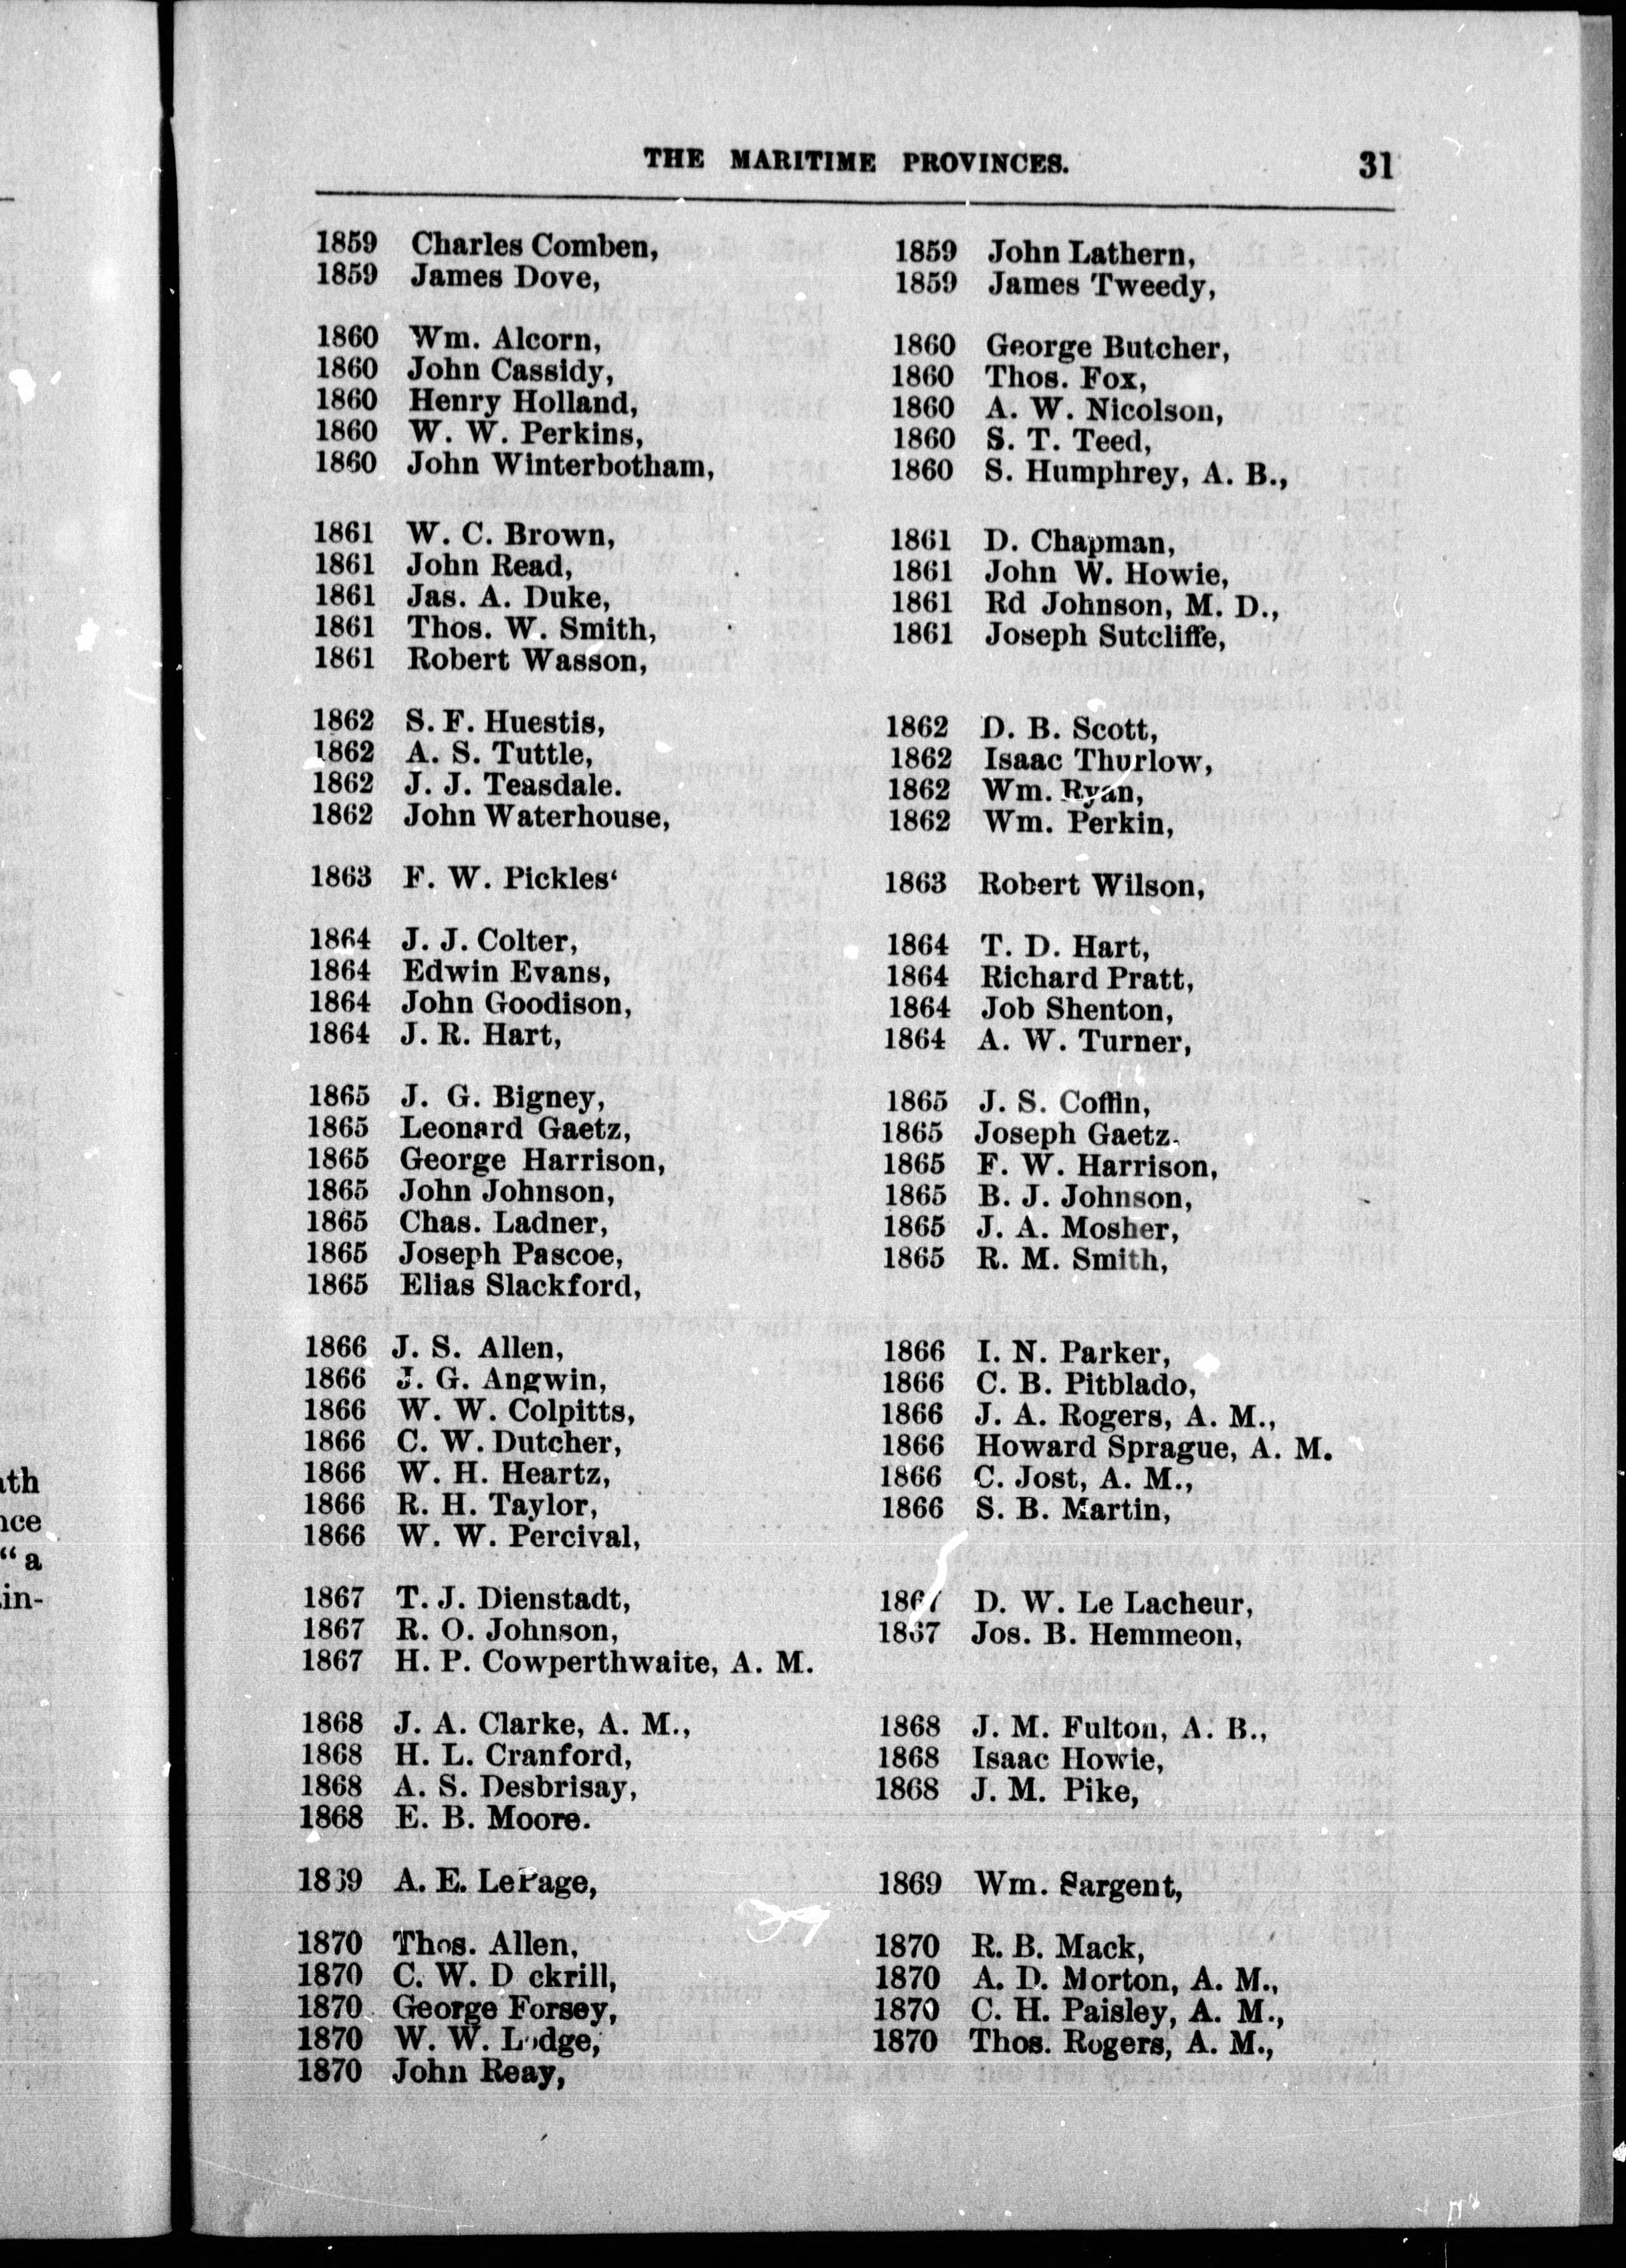 THE MARITIME PROVINCES. 31
1859 Charles Comben,
1859 James Dove,
1860 Wm. Alcorn,
1860 John Cassidy,
1860 Henry Holland,
1860 W. W. Perkins,
1860 John Winterbotham,
1861 W. C. Brown,
1861 John Read,
1861 Jas. A. Duke,
1861 Thos. W. Smith,
1861 Robert Wasson,
1862 S. F. Huestis,
1862 A. S. Tuttle,
1862 J. J. Teasdale.
1862 John Waterhouse,
1863 F. W. Pickles‘
1864 J. J. Colter,
1864 Edwin Evans,
1864 John Goodison,
1864 J. R. Hart,
1865 J. G. Bigney,
1865 Leonard Gaetz,
1865 George Harrison,
1865 John Johnson,
1865 Chas. Ladner,
1865 Joseph Pascoe,
1865 Elias Slackford,
1866 J. S. Allen,
1866 J. G. Angwin,
1866 W. W. Colpitts,
1866 C. W. Dutcher,
1866 W. H. Heartz,
1866 R. H. Taylor,
1866 W. W. Percival,
1867 T. J. Dienstadt,
1867 R. O. Johnson,
1867 H. P. Cowperthwaite, A. M.
1868 J. A. Clarke, A. M.,
1868 H. L. Cranford,
1868 A. S. Desbrisay,
1868 E. B. Moore.
1869 A. E. LePage,
1870 Thos. Allen,
1870 C. W. D ckrill,
1870 George Forsey,
1870 W. W. Lodge,
1870 John Reay,
1859 John Lathern,
1859 James Tweedy,
1860 George Butcher,
1860 Thos. Fox,
1860 A. W. Nicolson,
1860 S. T. Teed,
1860 S. Humphrey, A. B.,
1861 D. Chapman,
1861 John W. Howie,
1861 Rd Johnson, M. D.,
1861 Joseph Sutcliffe,
1862 D. B. Scott,
1862 Isaac Thurlow,
1862 Wm. Ryan,
1862 Wm. Perkin,
1863 Robert Wilson,
1864 T. D. Hart,
1864 Richard Pratt,
1864 Job Shenton,
1864 A. W. Turner,
1865 J. S. Coffin,
1865 Joseph Gaetz.
1865 F. W. Harrison,
1865 B. J. Johnson,
1865 J. A. Mosher,
1865 R. M. Smith,
1866 I. N. Parker,
1866 C. B. Pitblado,
1866 J. A. Rogers, A. M.,
1866 Howard Sprague, A. M.
1866 C. Jost, A. M.,
1866 S. B. Martin,
1867 D. W. Le Lacheur,
1867 Jos. B. Hemmeon,
1868 J. M. Fulton, A. B.,
1868 Isaac Howie,
1868 J. M. Pike,
1869 Wm. Sargent,
1870 R. B. Mack,
1870 A. D. Morton, A. M.,
1870 C. H. Paisley, A. M.,
1870 Thos. Rogers, A. M.,